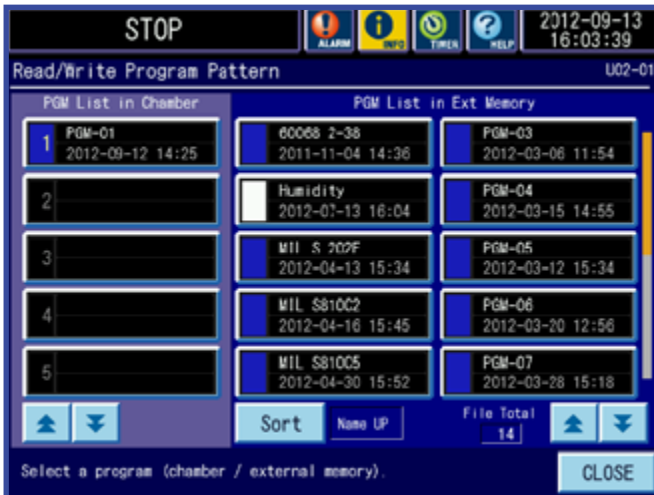 STOP
ALARM
INFO
TIMER
HELP
2012-09-13
16:03:39
Read/Write Program Pattern
U02-01
PGM List in Chamber
PGM List in Ext Memory
1
PGM-01
2012-09-12 14:25
2
3
4
5
60068 2-38
2011-11-04 14:36
Humidity
2012-07-13 16:04
MIL S 202F
2012-04-13 15:34
MIL S810C2
2012-04-16 15:45
MIL S810C5
2012-04-30 15:52
PGM-03
2012-03-06 11:54
PGM-04
2012-03-15 14:55
PGM-05
2012-03-12 15:34
PGM-06
2012-03-20 12:56
PGM-07
2012-03-28 15:18
Sort
Name UP
File Total
14
Select a program (chamber / external memory).
CLOSE